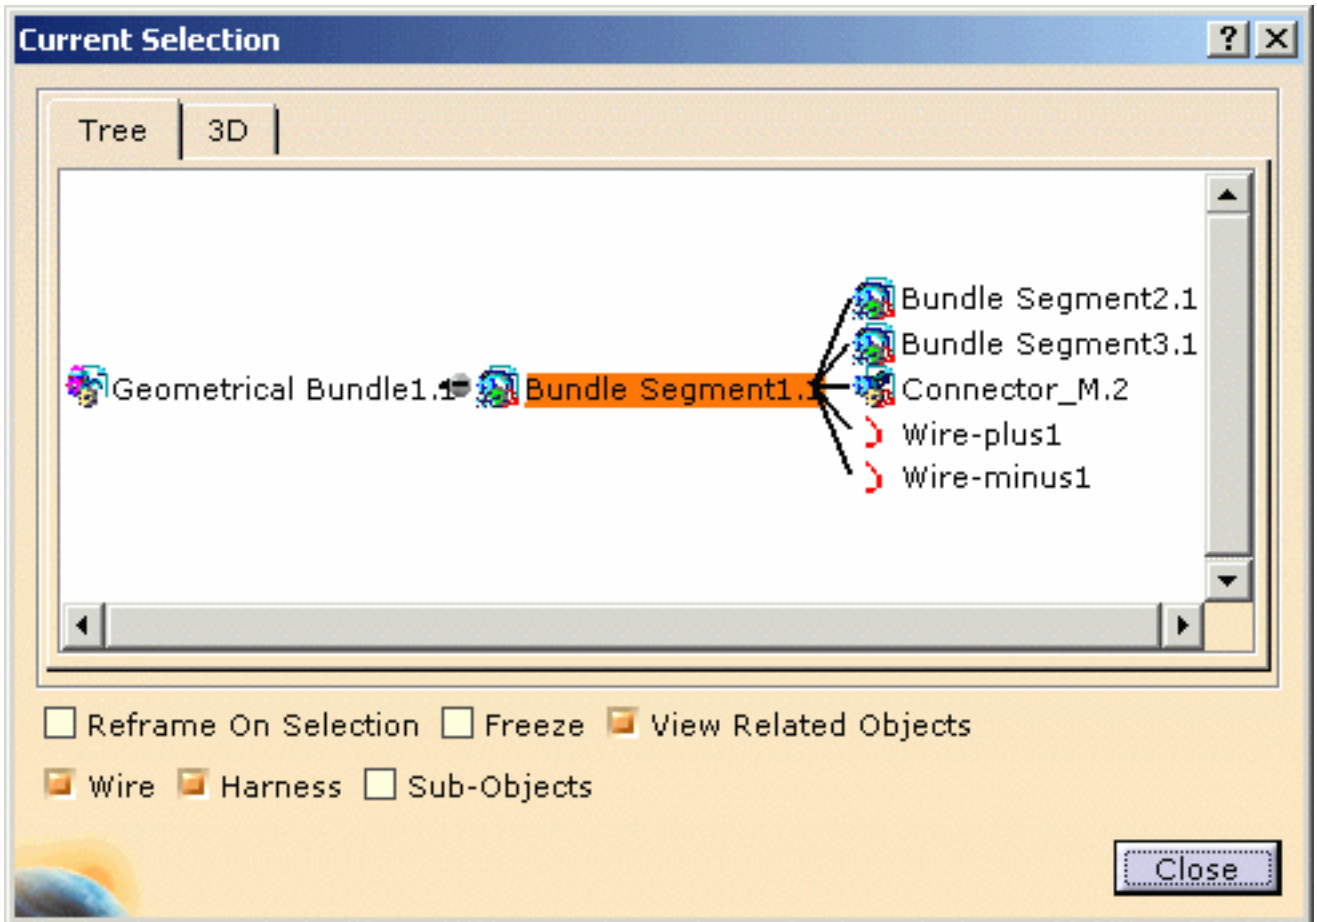 Current Selection
Tree 3D
Bundle Segment2.1
Bundle Segment3.1
Geometrical Bundle1.1 Bundle Segment1.1 Connector_M.2
Wire-plus1
Wire-minus1
Reframe On Selection Freeze View Related Objects
Wire Harness Sub-Objects
Close